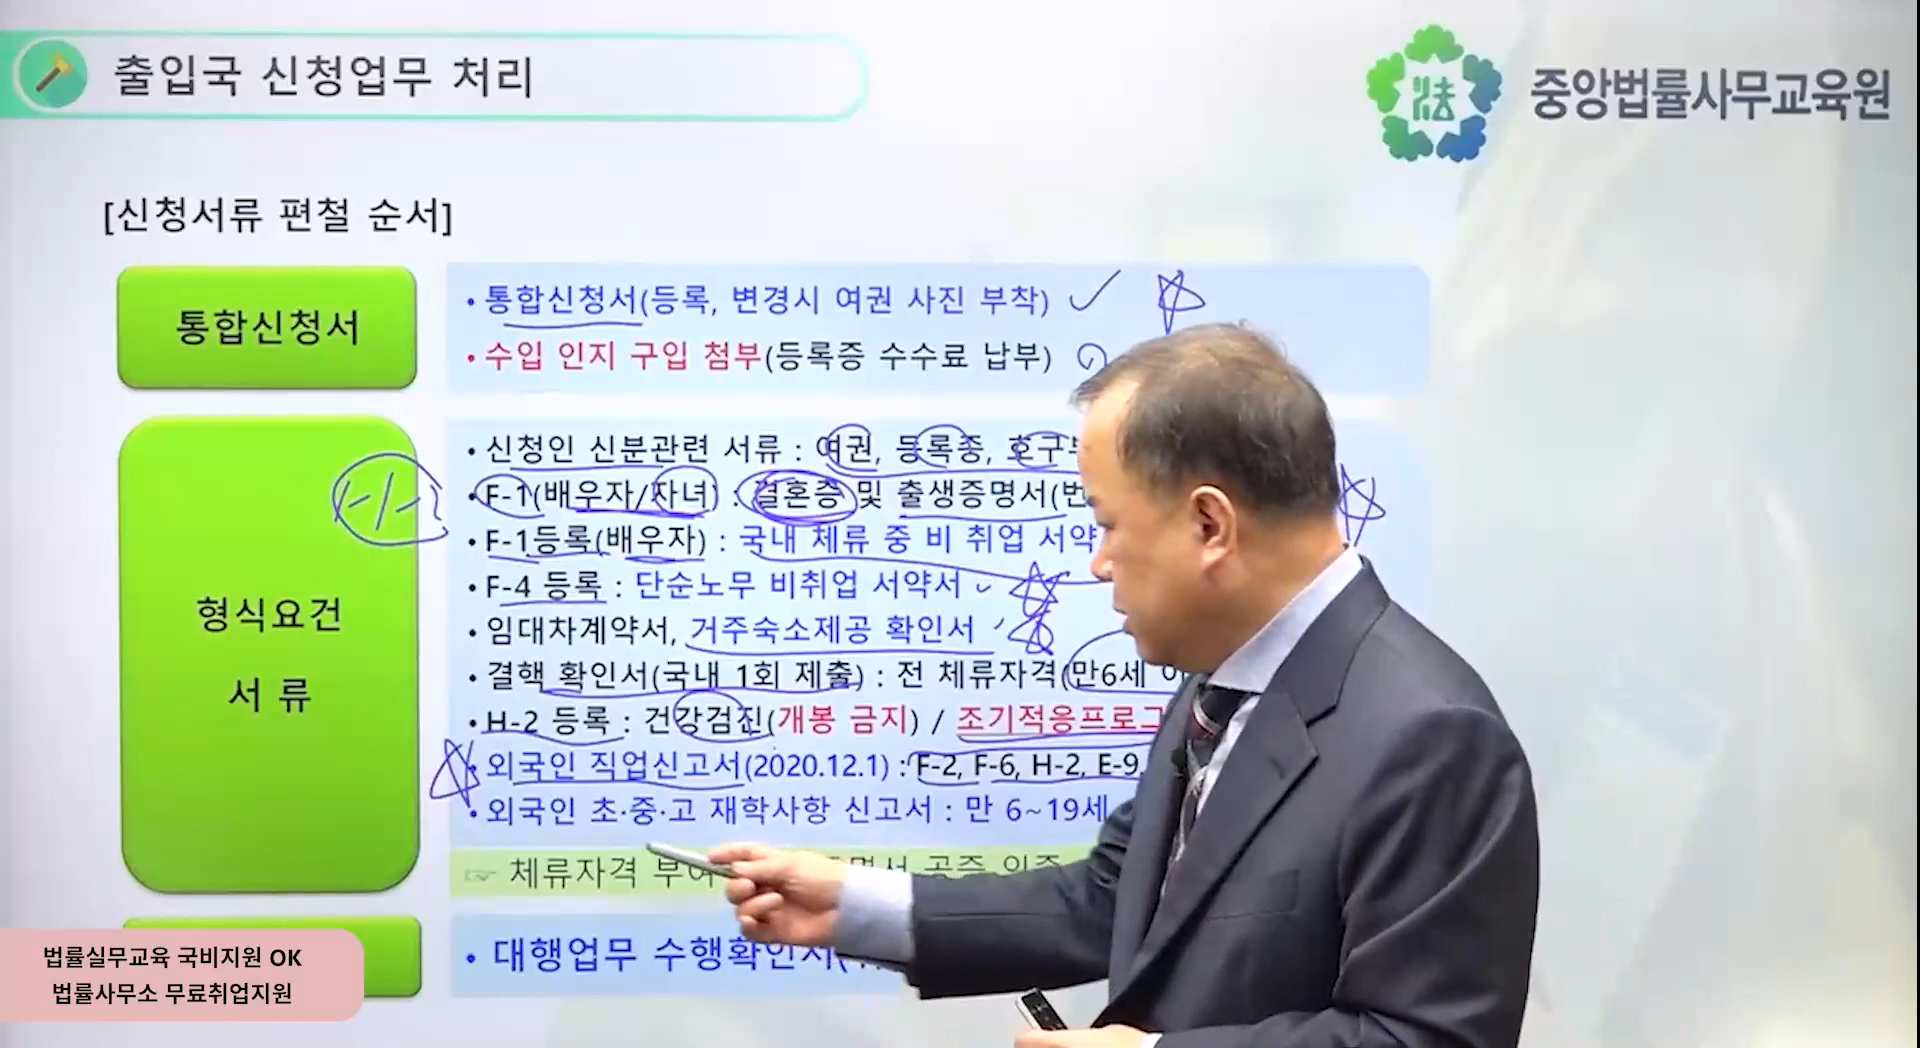 출입국 신청업무 처리
중앙법률사무교육원
[신청서류 편철 순서]
통합신청서
• 통합신청서(등록, 변경시 여권 사진 부착)
• 수입 인지 구입 첨부(등록증 수수료 납부)
형식요건
서 류
• 신청인 신분관련 서류 : 여권, 등록증, 호구
• F-1(배우자/자녀) : 결혼증 및 출생증명서(번
• F-1등록(배우자) : 국내 체류 중 비 취업 서약
• F-4 등록 : 단순노무 비취업 서약서
• 임대차계약서, 거주숙소제공 확인서
• 결핵 확인서(국내 1회 제출) : 전 체류자격(만6세
• H-2 등록 : 건강검진(개봉 금지) / 조기적응프로그
• 외국인 직업신고서(2020.12.1) : F-2, F-6, H-2, E-9,
• 외국인 초·중·고 재학사항 신고서 : 만 6~19세
☞ 체류자격 부여 공증 인증
• 대행업무 수행확인서(
법률실무교육 국비지원 OK
법률사무소 무료취업지원